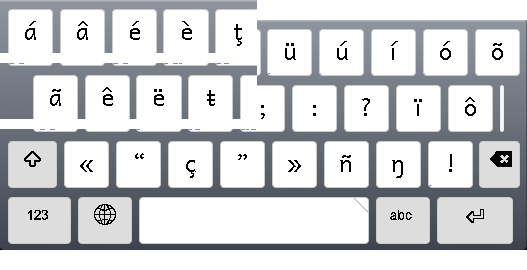 á â é è ţ ü ú í ó õ
ã ê ë ŧ ; : ? ï ô
« “ ç ” » ñ ŋ !
123 abc